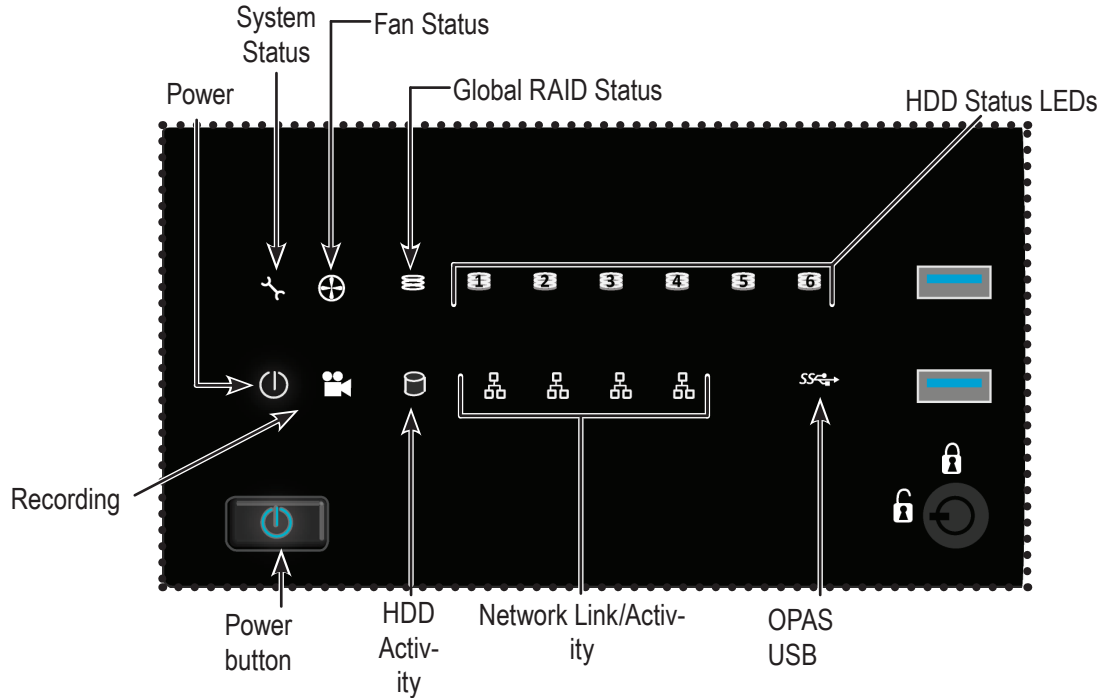 System
Status
Fan Status
Power
Global RAID Status
HDD Status LEDs
1 2 3 4 5 6
SS
Recording
Power
button
HDD
Activ-
ity
Network Link/Activ-
ity
OPAS
USB